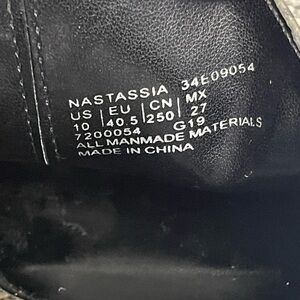 NASTASSIA 34E09054
US | EU | CN | MX
10 | 40.5 | 250 | 27
7200054 G19
ALL MANMADE MATERIALS
MADE IN CHINA